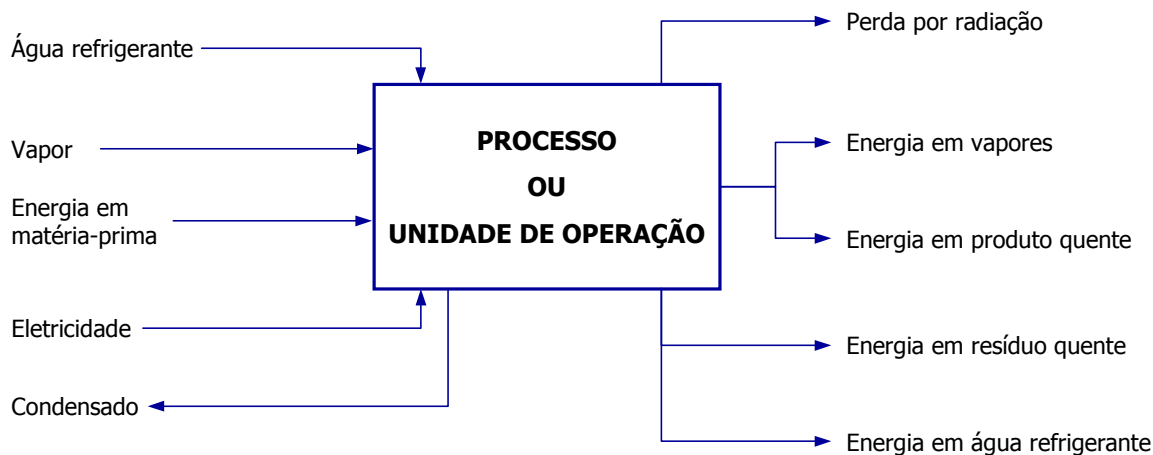 Água refrigerante
Vapor
Energia em
matéria-prima
Eletricidade
Condensado
PROCESSO
OU
UNIDADE DE OPERAÇÃO
Perda por radiação
Energia em vapores
Energia em produto quente
Energia em resíduo quente
Energia em água refrigerante